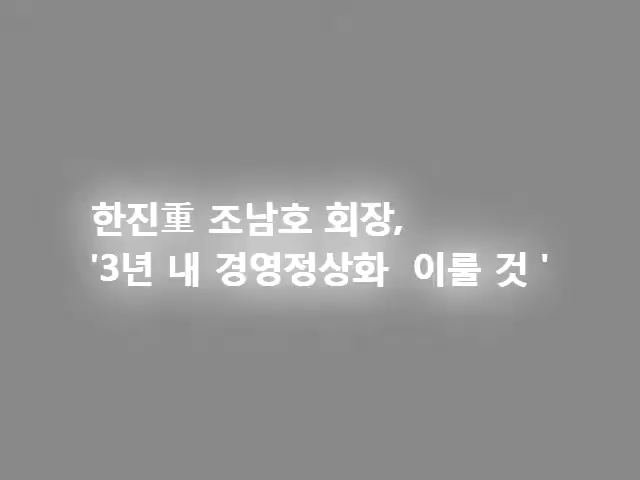 한진重 조남호 회장,
'3년 내 경영정상화  이룰 것 '